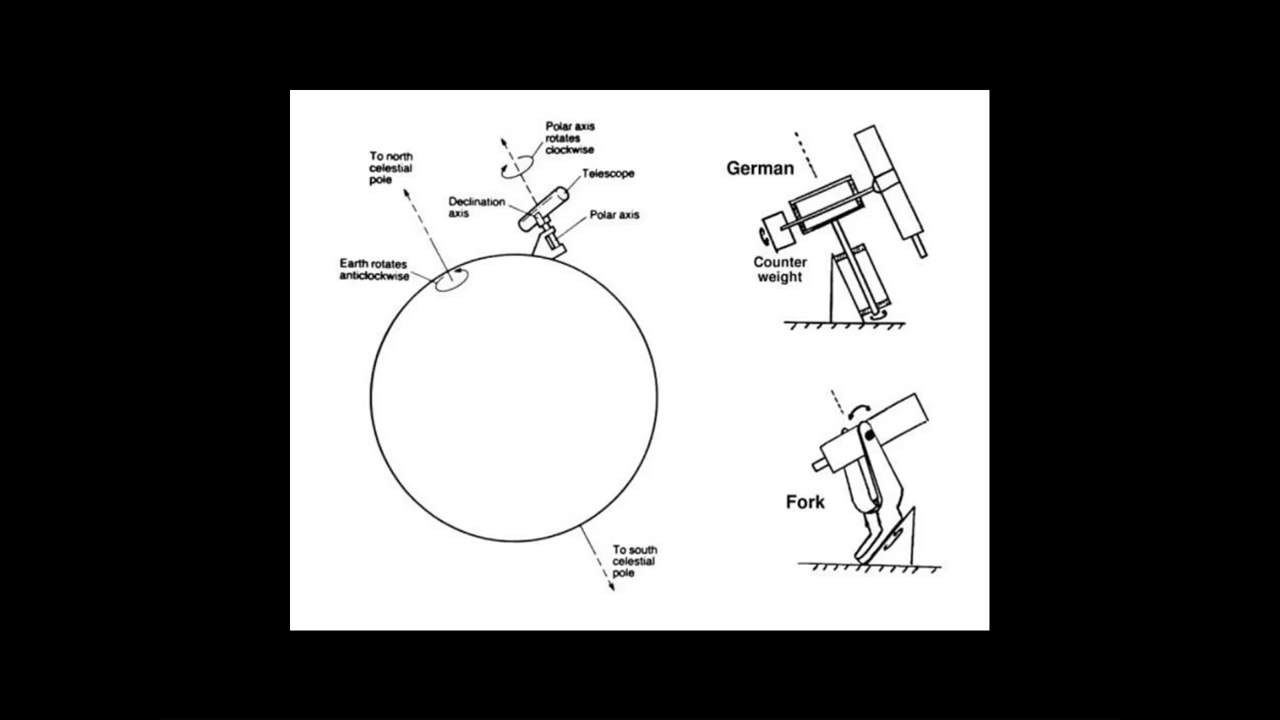 Polar axis
rotates
clockwise
To north
celestial
pole
Telescope
Declination
axis
Polar axis
Earth rotates
anticlockwise
To south
celestial
pole
German
Counter
weight
Fork